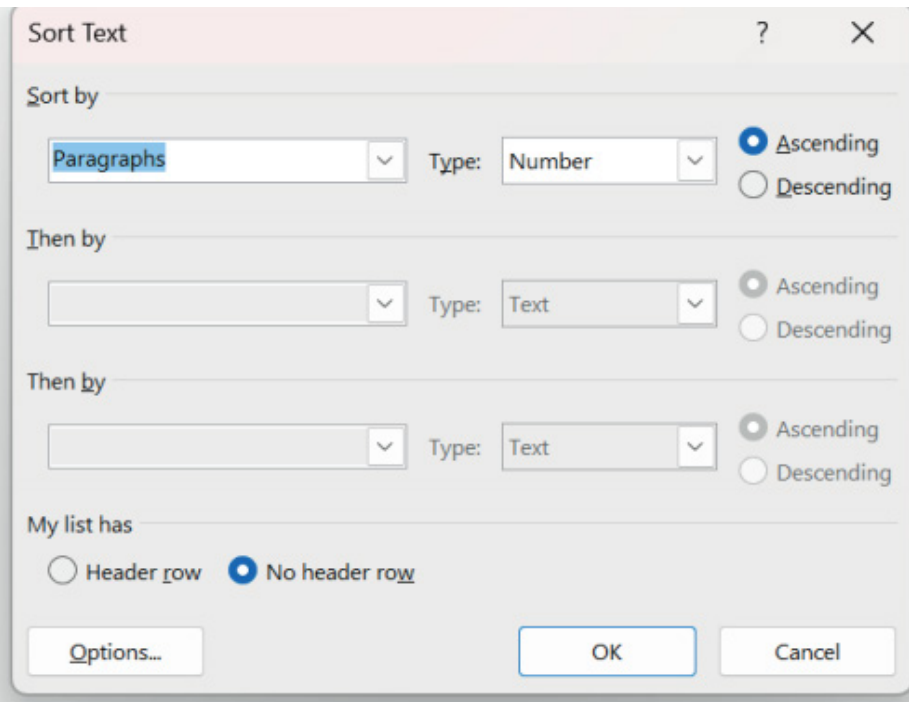 Sort Text ? ×
Sort by
Paragraphs Type: Number Ascending
Descending
Then by
Type: Text Ascending
Descending
Then by
Type: Text Ascending
Descending
My list has
Header row No header row
Options... OK Cancel